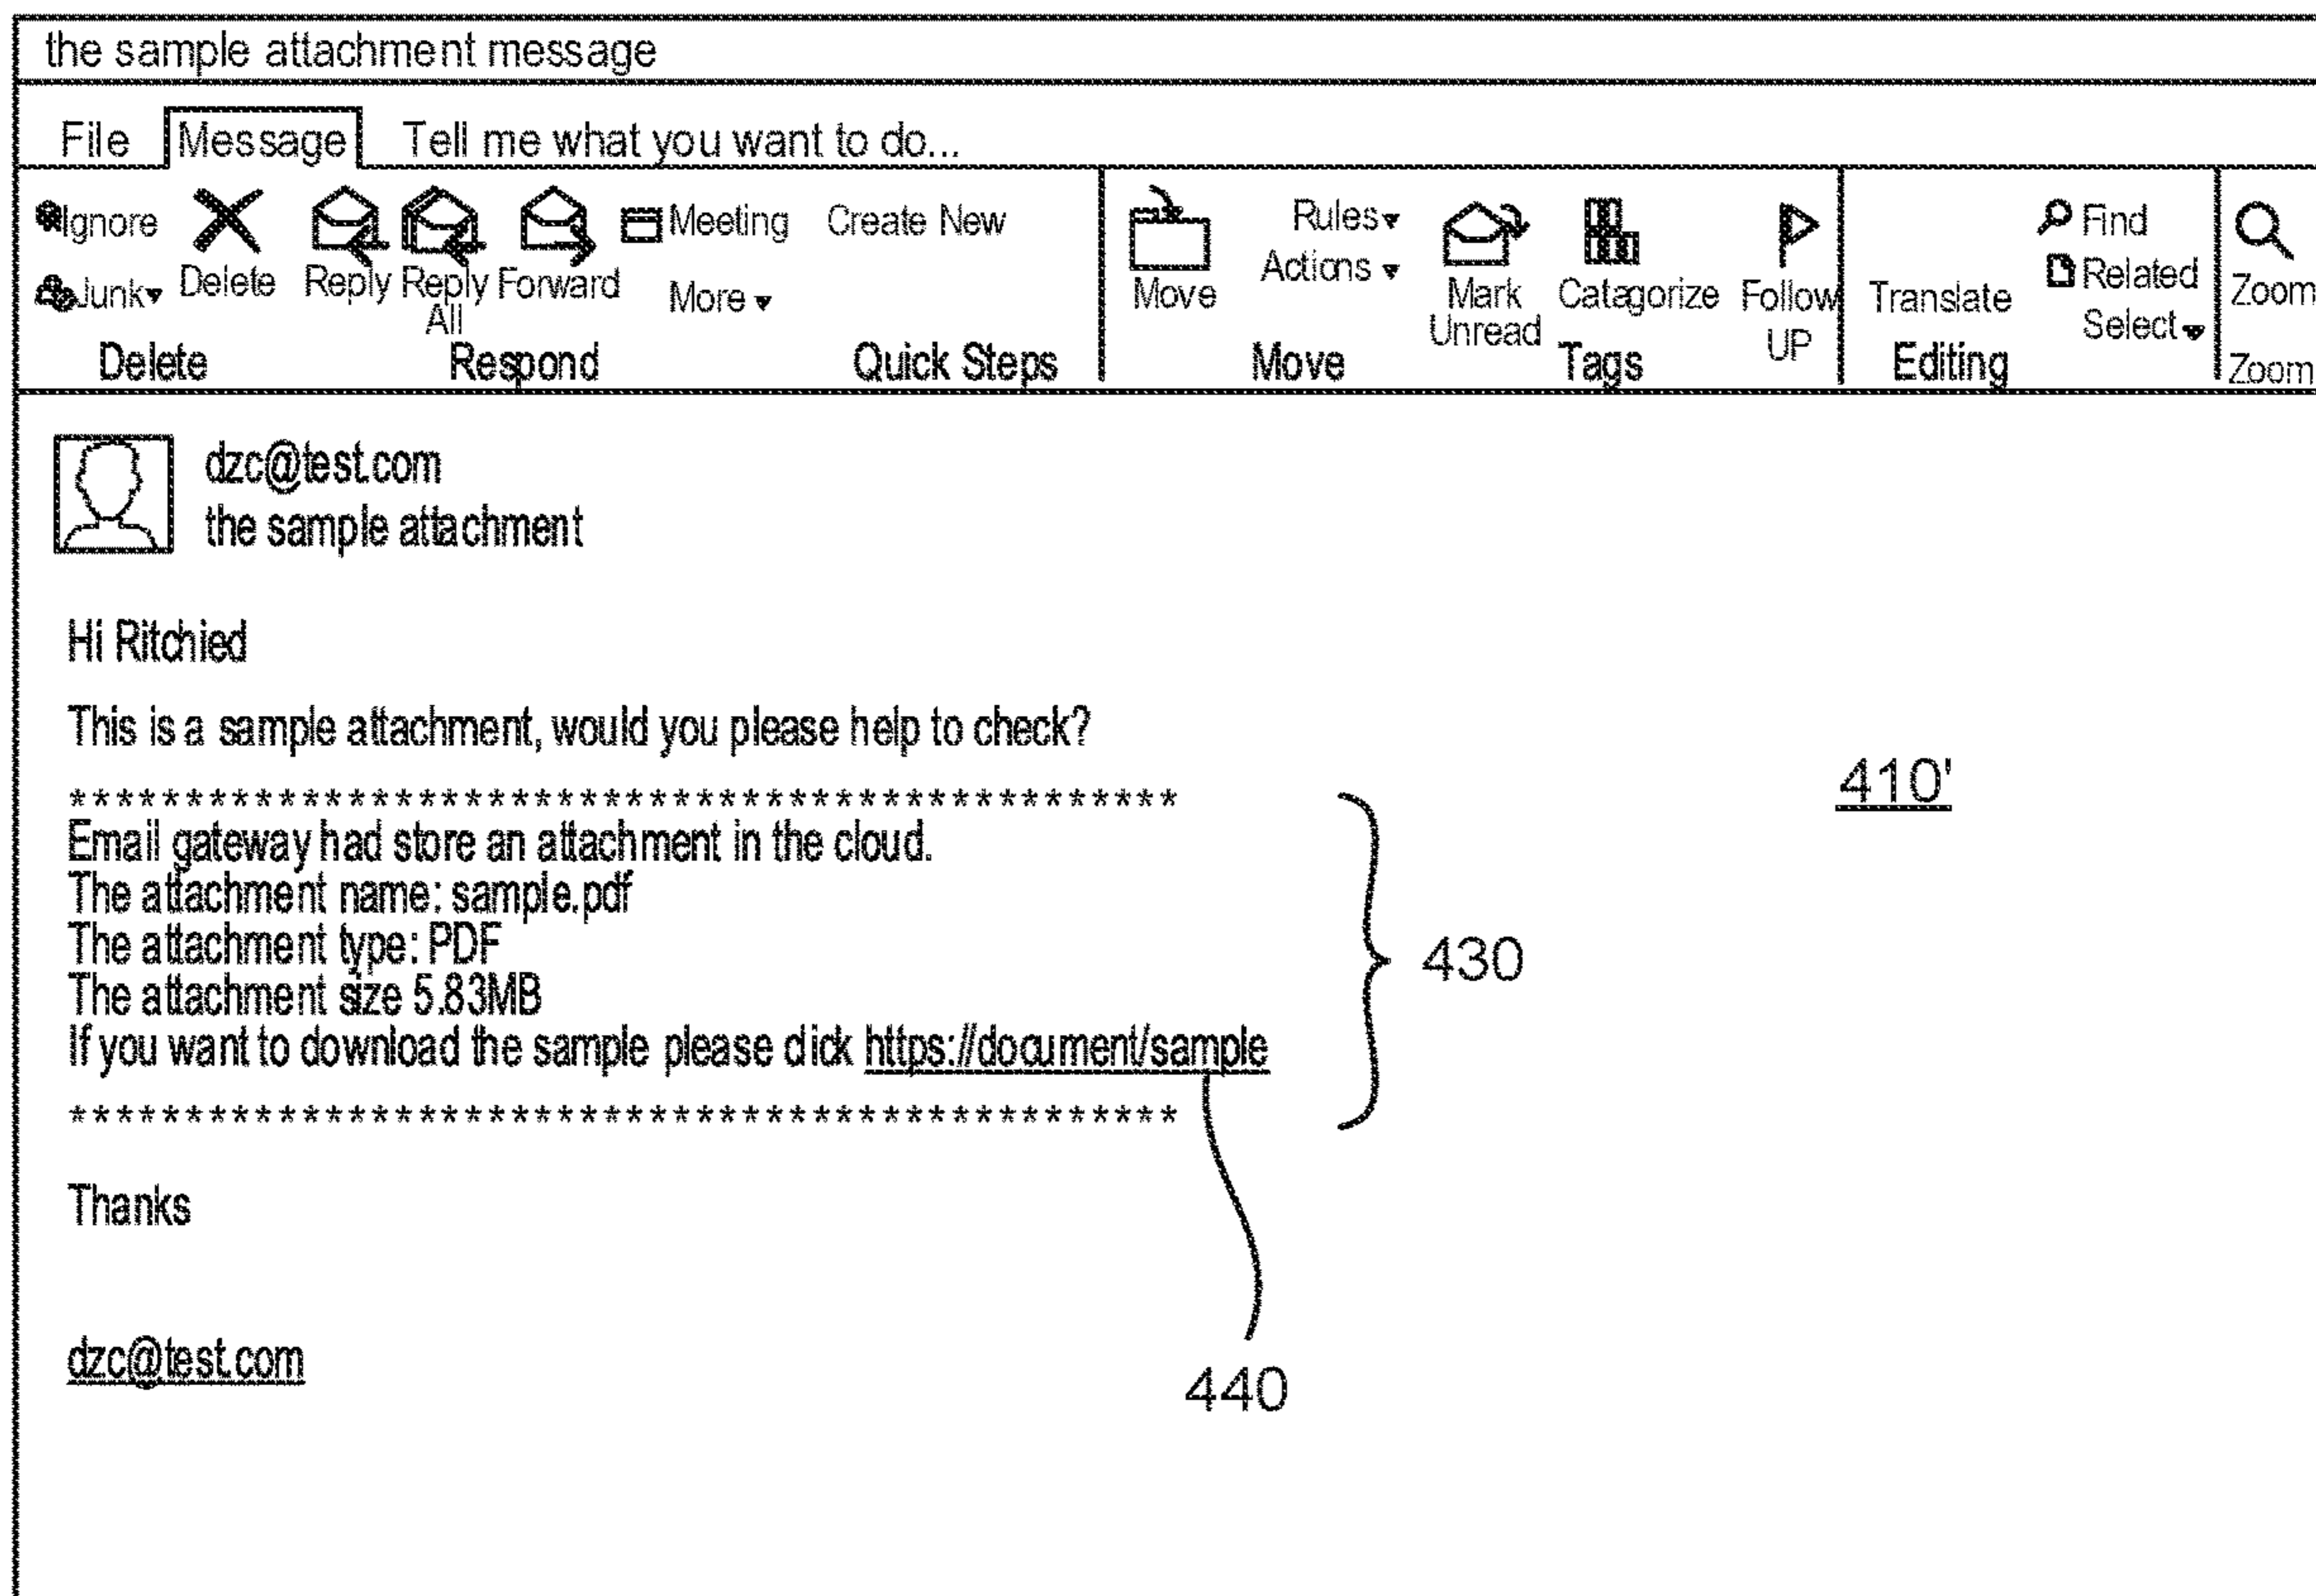 the sample attachment message
File Message Tell me what you want to do...
Ignore Delete Reply Reply All Forward Meeting Create New Move Rules Actions Mark Unread Catagorize Follow UP Translate Find Related Select Zoom
Junk More
Delete Respond Quick Steps Move Tags Editing Zoom
dzc@test.com
the sample attachment
Hi Ritchied
This is a sample attachment, would you please help to check?
410'
************************************************
Email gateway had store an attachment in the cloud.
The attachment name: sample.pdf
The attachment type: PDF
430
The attachment size 5.83MB
If you want to download the sample please click https://document/sample
************************************************
Thanks
dzc@test.com
440